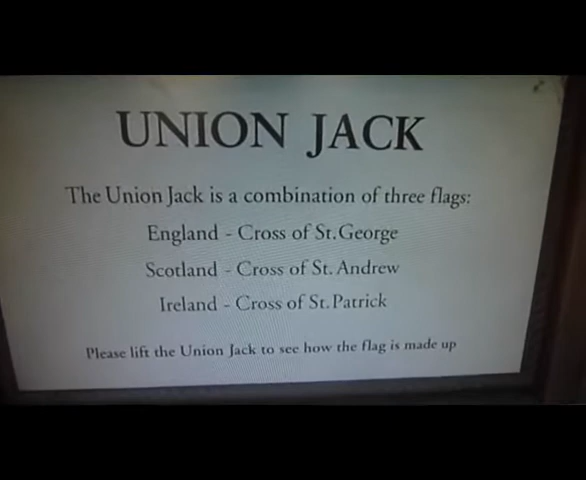 UNION JACK
The Union Jack is a combination of three flags:
England - Cross of St. George
Scotland - Cross of St. Andrew
Ireland - Cross of St. Patrick
Please lift the Union Jack to see how the flag is made up